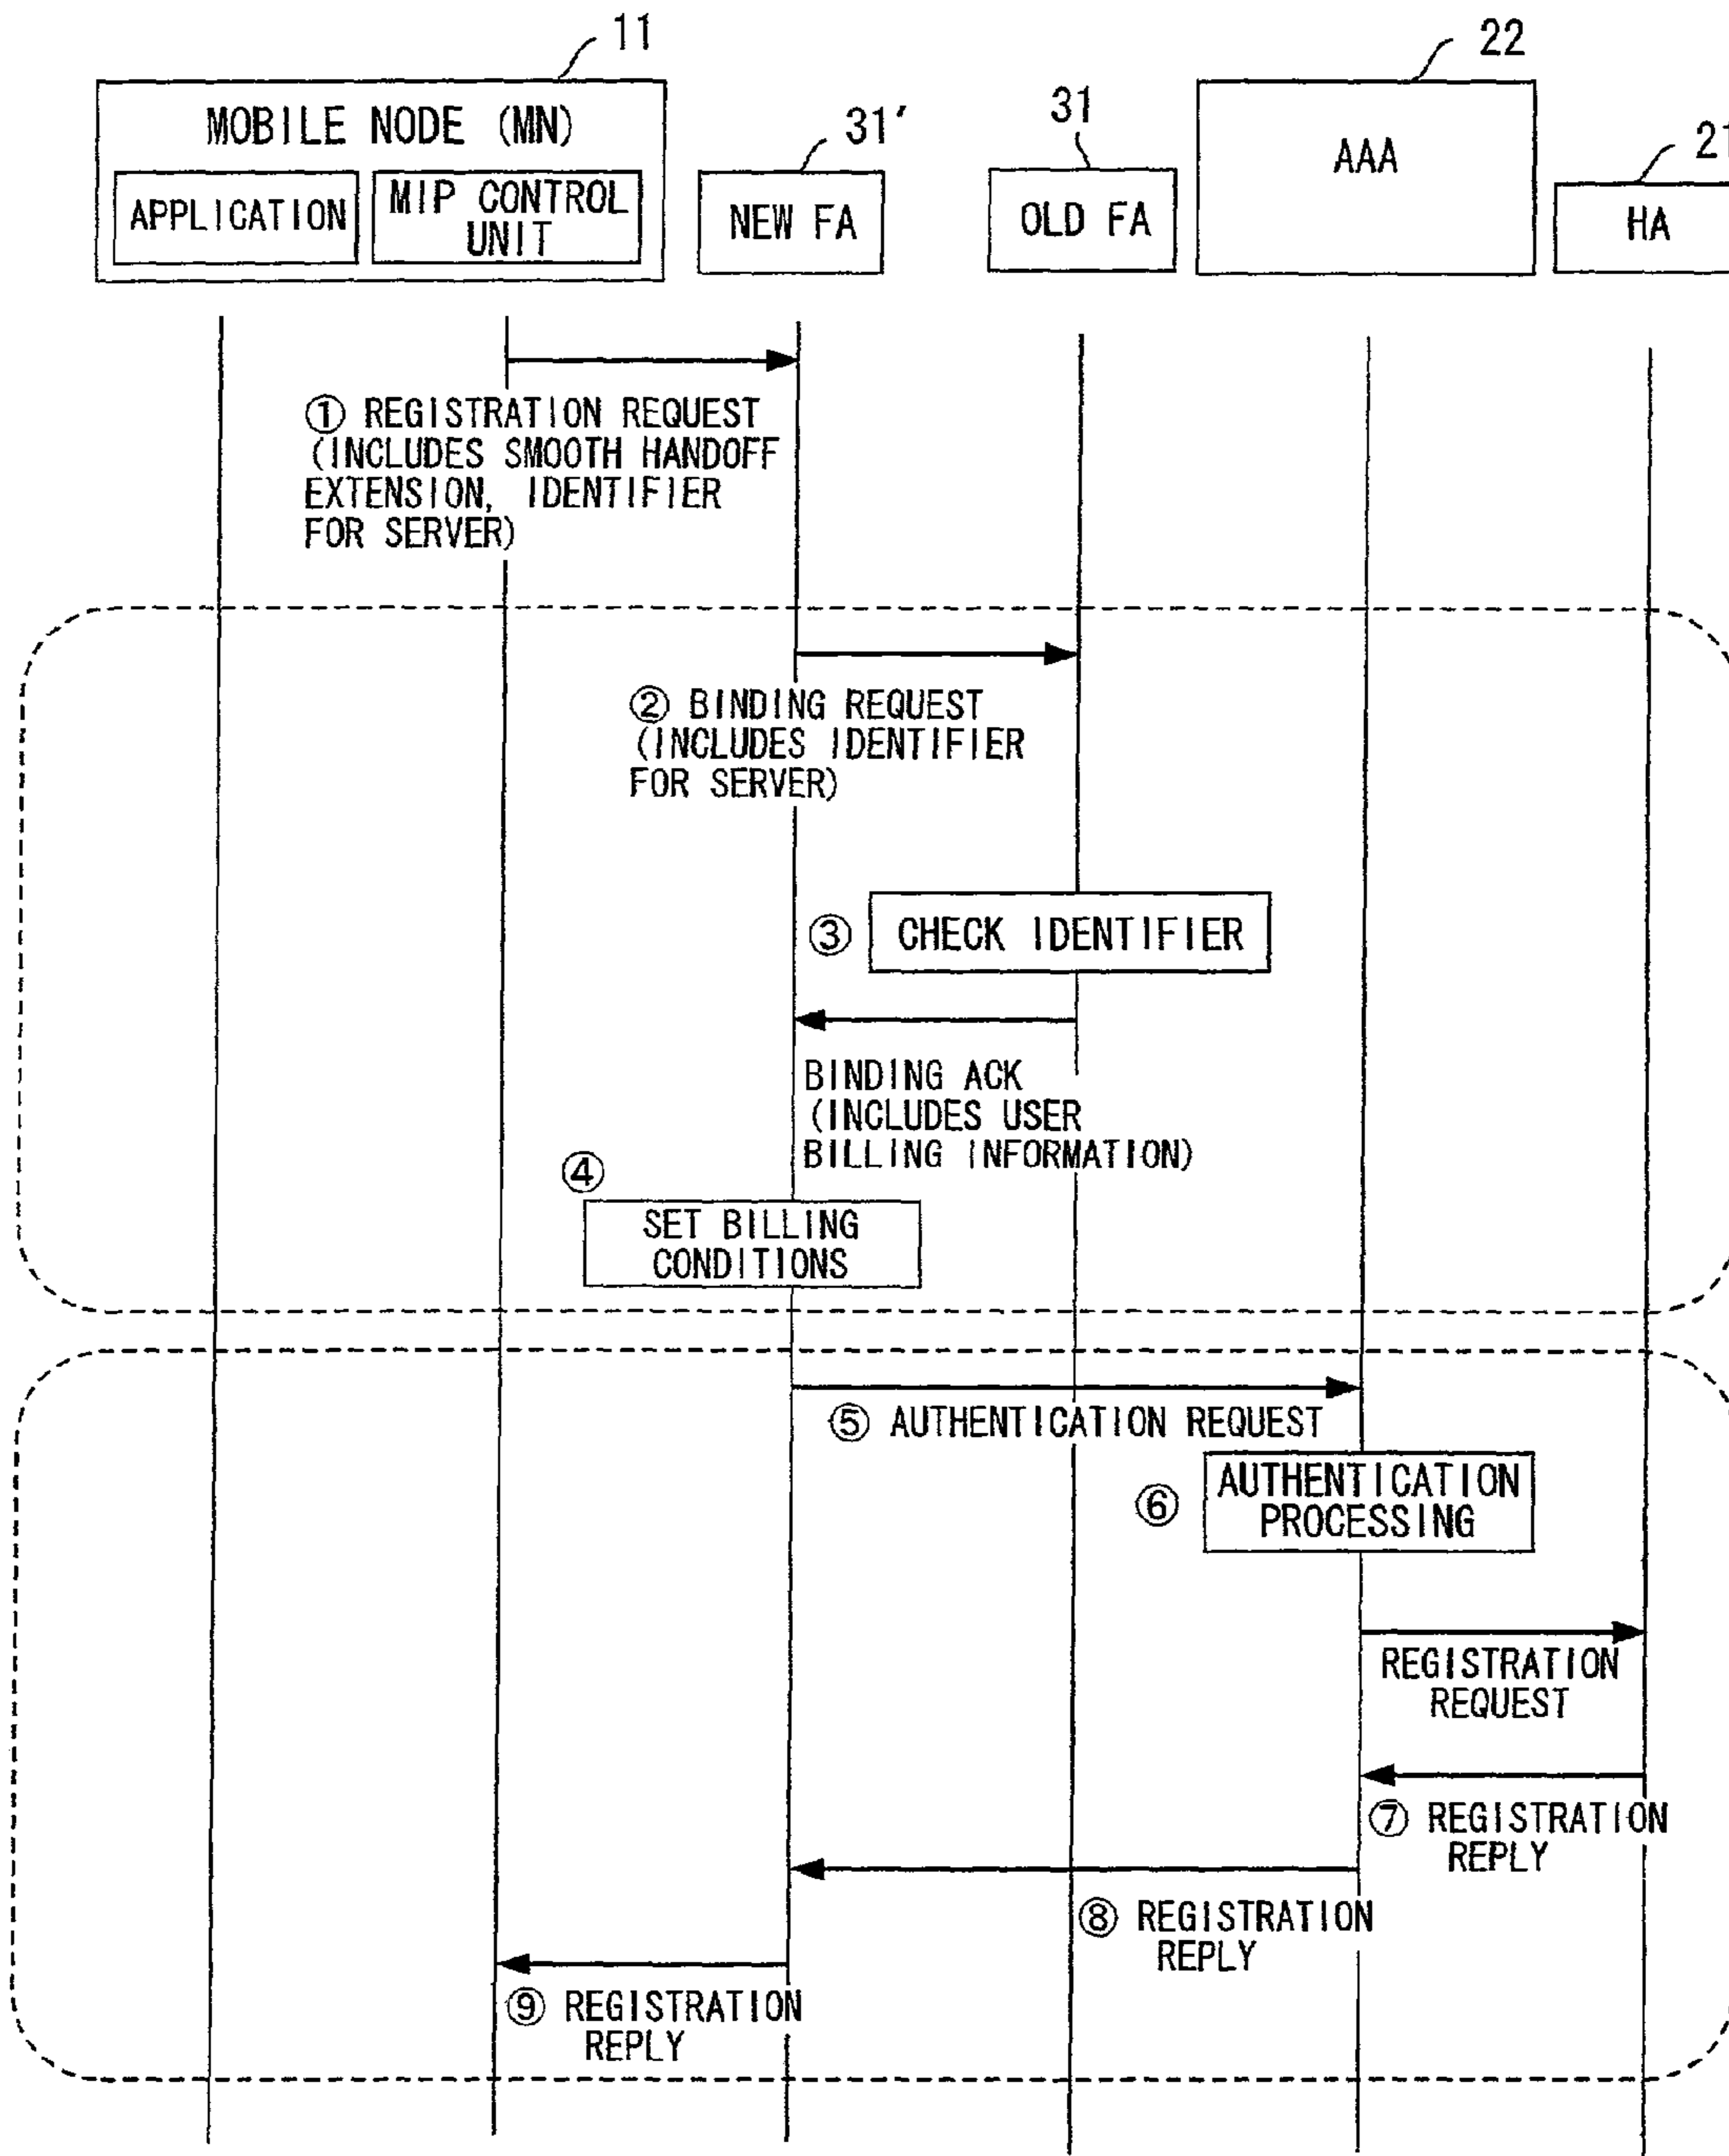 11
22
MOBILE NODE (MN)
31′
31
AAA
21
APPLICATION
MIP CONTROL
UNIT
NEW FA
OLD FA
HA
① REGISTRATION REQUEST
(INCLUDES SMOOTH HANDOFF
EXTENSION, IDENTIFIER
FOR SERVER)
② BINDING REQUEST
(INCLUDES IDENTIFIER
FOR SERVER)
③ CHECK IDENTIFIER
BINDING ACK
(INCLUDES USER
BILLING INFORMATION)
④
SET BILLING
CONDITIONS
⑤ AUTHENTICATION REQUEST
⑥ AUTHENTICATION
PROCESSING
REGISTRATION
REQUEST
⑦ REGISTRATION
REPLY
⑧ REGISTRATION
REPLY
⑨ REGISTRATION
REPLY